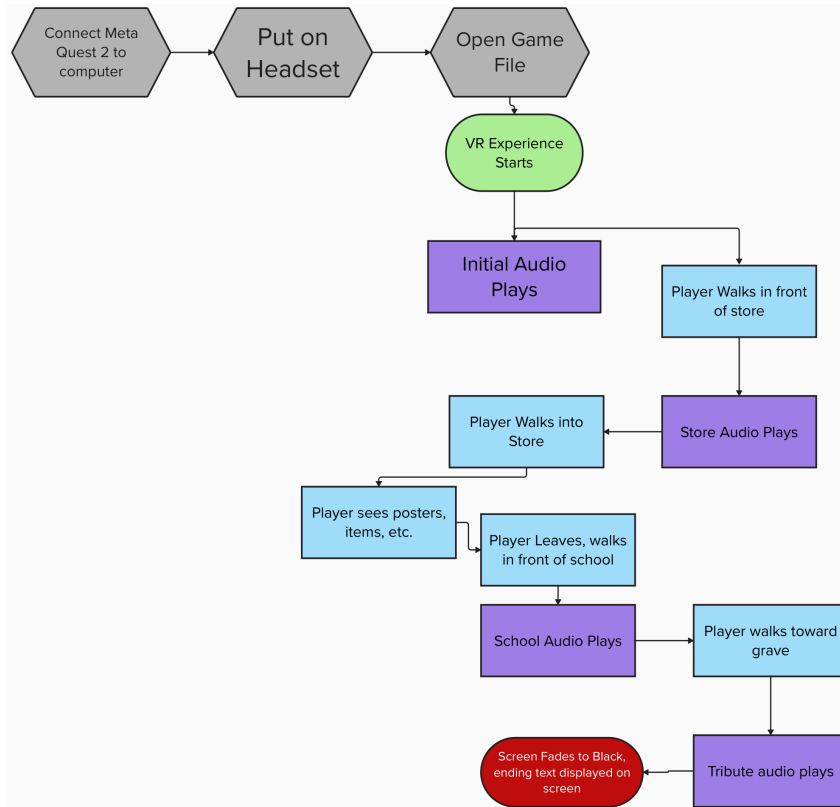 Connect Meta
Quest 2 to
computer
Put on
Headset
Open Game
File
VR Experience
Starts
Initial Audio
Plays
Player Walks in front
of store
Player Walks into
Store
Store Audio Plays
Player sees posters,
items, etc.
Player Leaves, walks
in front of school
School Audio Plays
Player walks toward
grave
Screen Fades to Black,
ending text displayed on
screen
Tribute audio plays